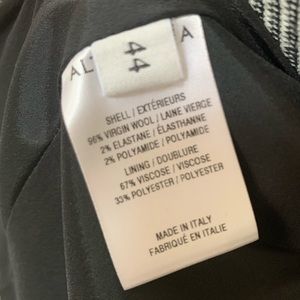 44
SHELL / EXTÉRIEURS
96% VIRGIN WOOL / LAINE VIERGE
2% ELASTANE / ÉLASTHANNE
2% POLYAMIDE / POLYAMIDE
LINING / DOUBLURE
67% VISCOSE / VISCOSE
33% POLYESTER / POLYESTER
MADE IN ITALY
FABRIQUÉ EN ITALIE